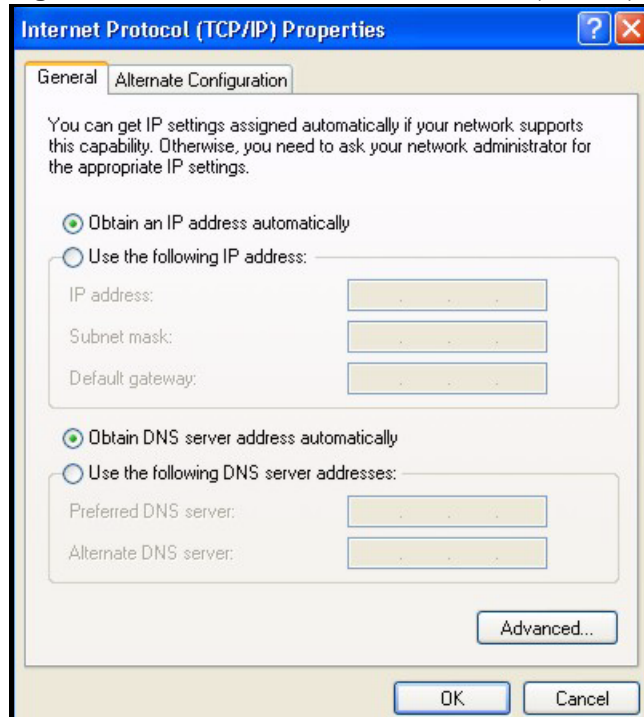 Internet Protocol (TCP/IP) Properties
General
Alternate Configuration
You can get IP settings assigned automatically if your network supports
this capability. Otherwise, you need to ask your network administrator for
the appropriate IP settings.
Obtain an IP address automatically
Use the following IP address:
IP address:
Subnet mask:
Default gateway:
Obtain DNS server address automatically
Use the following DNS server addresses:
Preferred DNS server:
Alternate DNS server:
Advanced...
OK
Cancel